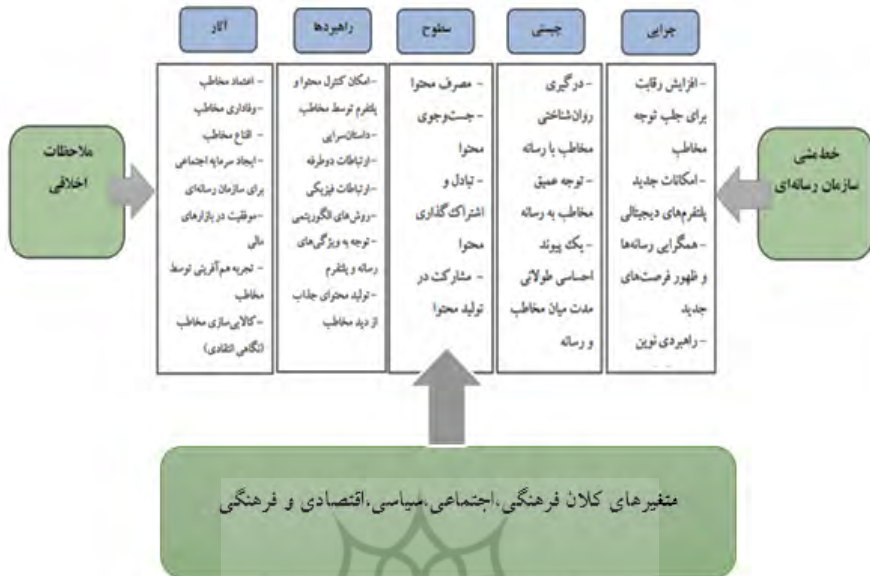 چرایی
-افزایش رقابت
برای جلب توجه
مخاطب
-امکانات جدید
پلتفرم‌های دیجیتالی
-همگرایی رسانه‌ها
و ظهور فرصت‌های
جدید
-راهبردی نوین
چیستی
-درگیری
روان‌شناختی
مخاطب با رسانه
-توجه عمیق
مخاطب به رسانه
-یک پیوند
احساسی طولانی
مدت میان مخاطب
و رسانه
سطوح
- مصرف محتوا
-جست‌وجوی
محتوا
- تبادل و
اشتراک‌گذاری
محتوا
- مشارکت در
تولید محتوا
راهبردها
-امکان کنترل محتوا و
پلتفرم توسط مخاطب
-داستان‌سرایی
-ارتباطات دوطرفه
-ارتباطات فیزیکی
-روش‌های الگوریتمی
-توجه به ویژگی‌های
رسانه و پلتفرم
-تولید محتوای جذاب
از دید مخاطب
آثار
- اعتماد مخاطب
-وفاداری مخاطب
- اقناع مخاطب
-ایجاد سرمایه اجتماعی
برای سازمان رسانه‌ای
-موفقیت در بازارهای
مالی
- تجربه هم‌آفرینی توسط
مخاطب
-کالایی‌سازی مخاطب
(نگاهی انتقادی)
خط‌مشی
سازمان رسانه‌ای
ملاحظات
اخلاقی
متغیرهای کلان فرهنگی،اجتماعی،سیاسی،اقتصادی و فرهنگی